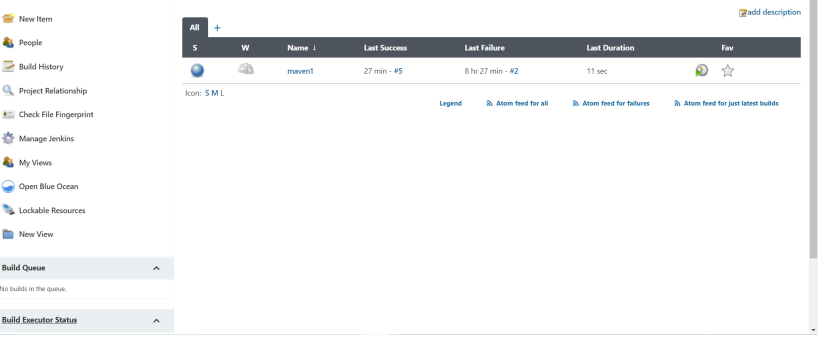 add description
New Item
People
Build History
Project Relationship
Check File Fingerprint
Manage Jenkins
My Views
Open Blue Ocean
Lockable Resources
New View
Build Queue
No builds in the queue.
Build Executor Status
All +
S W Name ↓ Last Success Last Failure Last Duration Fav
maven1 27 min - #5 8 hr 27 min - #2 11 sec
Icon: S M L
Legend Atom feed for all Atom feed for failures Atom feed for just latest builds